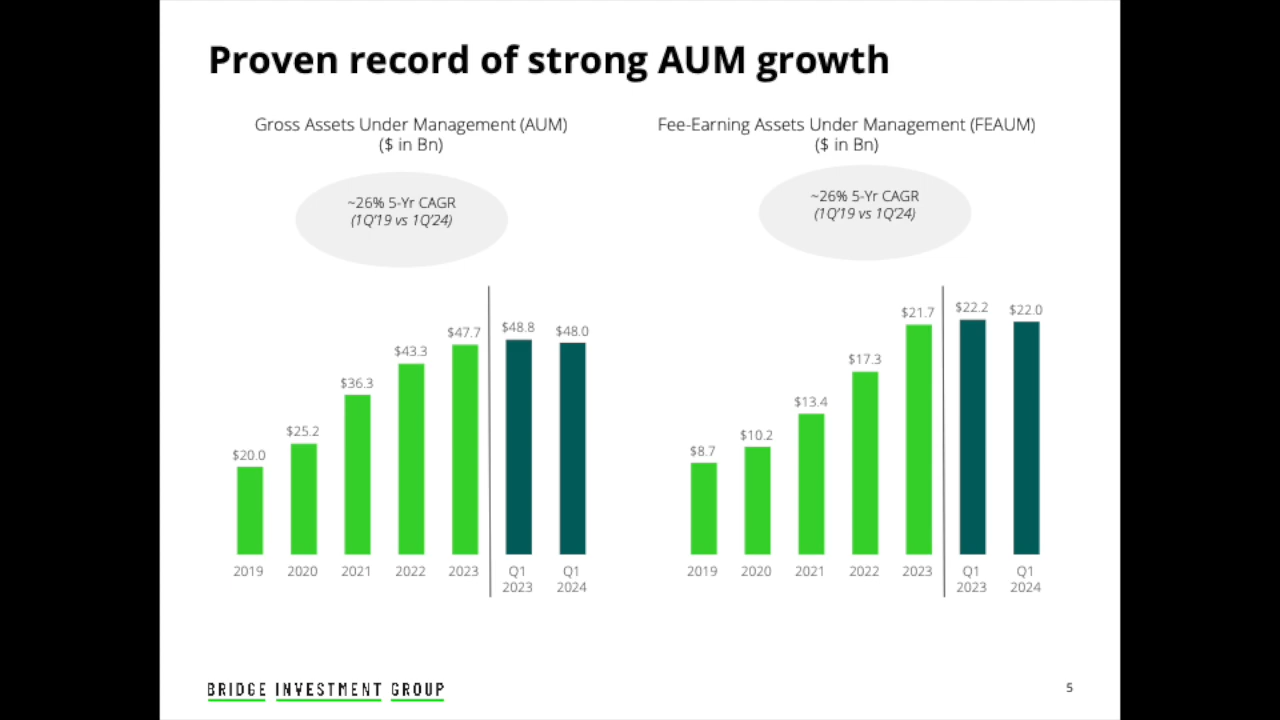 Proven record of strong AUM growth
Gross Assets Under Management (AUM)
($ in Bn)
~26% 5-Yr CAGR
(1Q’19 vs 1Q’24)
$20.0
$25.2
$36.3
$43.3
$47.7
$48.8
$48.0
2019
2020
2021
2022
2023
Q1
2023
Q1
2024
Fee-Earning Assets Under Management (FEAUM)
($ in Bn)
~26% 5-Yr CAGR
(1Q’19 vs 1Q’24)
$8.7
$10.2
$13.4
$17.3
$21.7
$22.2
$22.0
2019
2020
2021
2022
2023
Q1
2023
Q1
2024
BRIDGE INVESTMENT GROUP
5